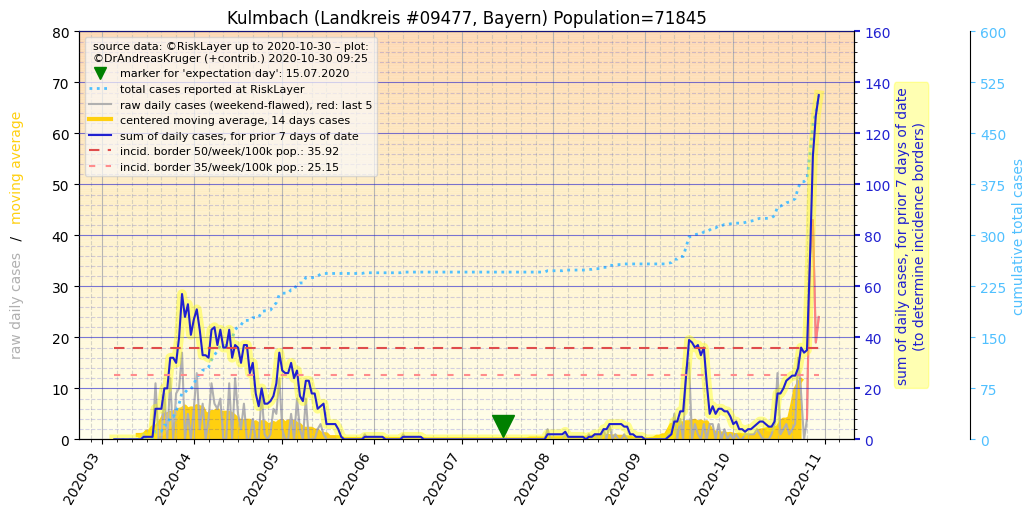 Kulmbach (Landkreis #09477, Bayern) Population=71845
source data: ©RiskLayer up to 2020-10-30 – plot:
©DrAndreasKruger (+contrib.) 2020-10-30 09:25
marker for 'expectation day': 15.07.2020
total cases reported at RiskLayer
raw daily cases (weekend-flawed), red: last 5
centered moving average, 14 days cases
sum of daily cases, for prior 7 days of date
incid. border 50/week/100k pop.: 35.92
incid. border 35/week/100k pop.: 25.15
raw daily cases / moving average
80
70
60
50
40
30
20
10
0
2020-03
2020-04
2020-05
2020-06
2020-07
2020-08
2020-09
2020-10
2020-11
160
140
120
100
80
60
40
20
0
sum of daily cases, for prior 7 days of date
(to determine incidence borders)
600
525
450
375
300
225
150
75
0
cumulative total cases